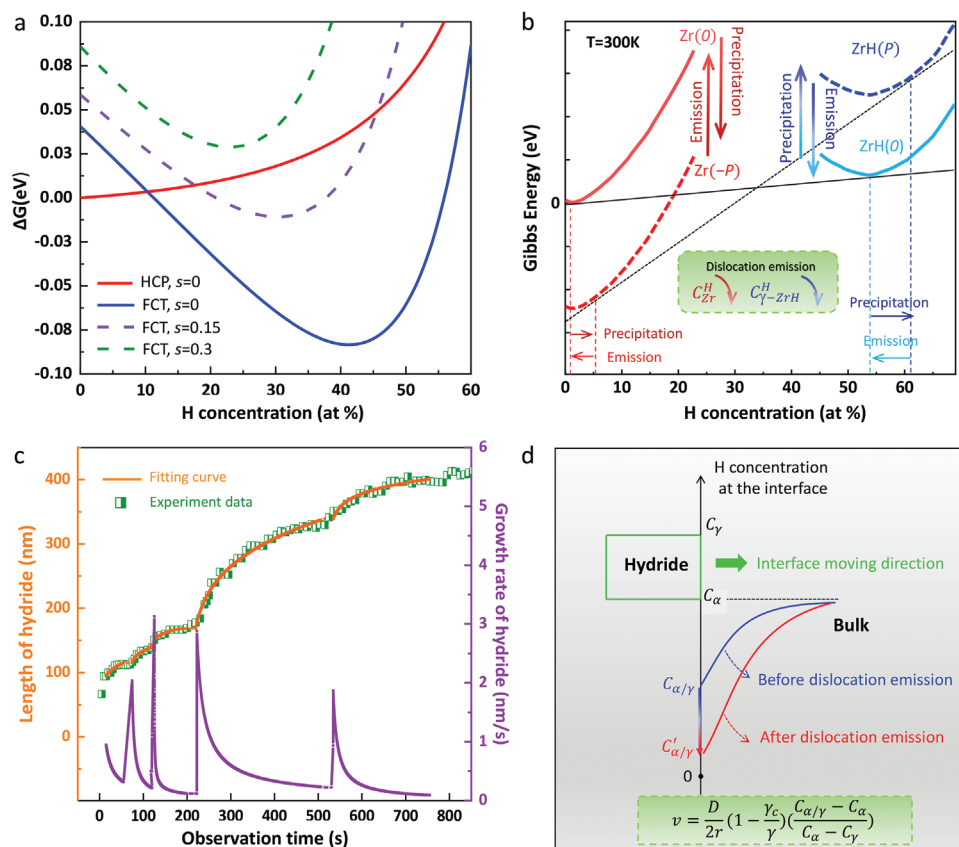 a
0.10
0.08
0.05
0.03
0.00
-0.03
-0.05
-0.08
-0.10
ΔG(eV)
HCP, s=0
FCT, s=0
FCT, s=0.15
FCT, s=0.3
0 10 20 30 40 50 60
H concentration (at %)
b
T=300K
Zr(0)
Precipitation
Emission
Zr(-P)
ZrH(P)
Precipitation
Emission
ZrH(0)
Gibbs Energy (eV)
0
Dislocation emission
C_Zr^H C_γ-ZrH^H
Precipitation
Emission
Precipitation
Emission
0 10 20 30 40 50 60
H concentration (at %)
c
Fitting curve
Experiment data
Length of hydride (nm)
400
300
200
100
0
Growth rate of hydride (nm/s)
6
5
4
3
2
1
0
0 100 200 300 400 500 600 700 800
Observation time (s)
d
H concentration
at the interface
C_γ
Hydride
Interface moving direction
C_α
Bulk
C_α/γ
Before dislocation emission
C'_α/γ
After dislocation emission
0
v = D/2r (1 − γ_c/γ)(C_α/γ − C_α / C_α − C_γ)